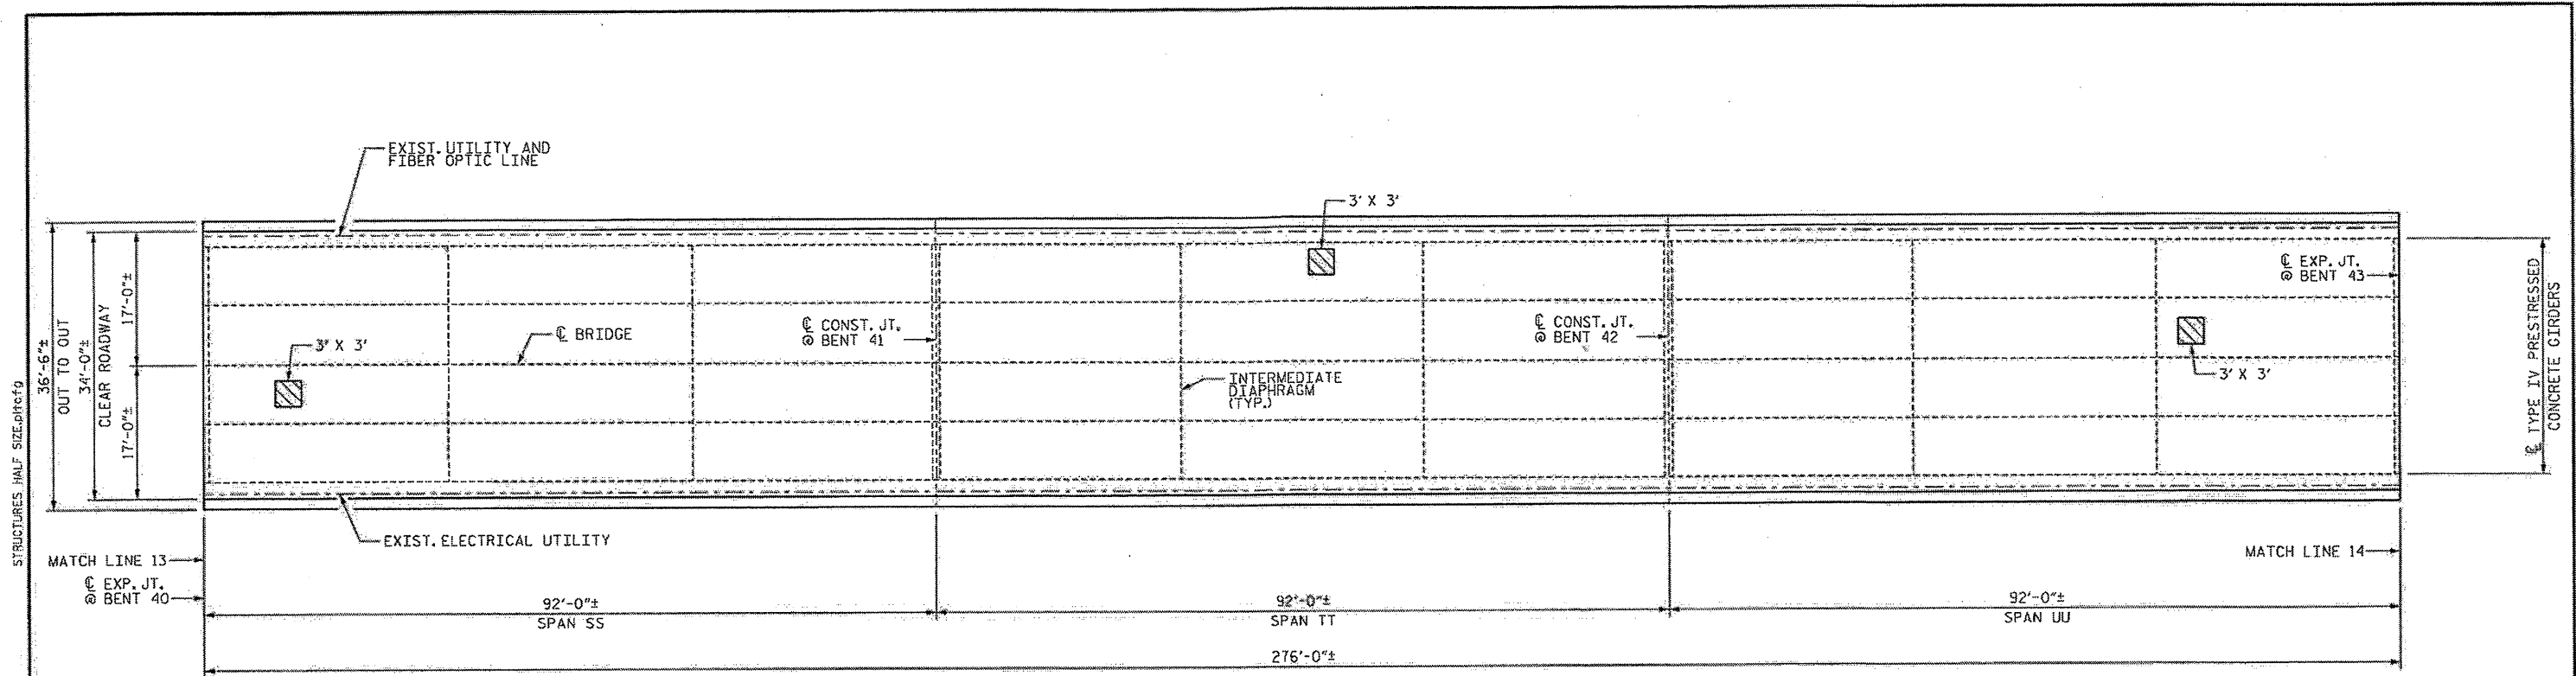 EXIST. UTILITY AND
FIBER OPTIC LINE
3' X 3'
36'-6"±
OUT TO OUT
34'-0"±
CLEAR ROADWAY
17'-0"±
17'-0"±
℄ EXP. JT.
@ BENT 43
℄ TYPE IV PRESTRESSED
CONCRETE GIRDERS
3' X 3'
℄ BRIDGE
℄ CONST. JT.
@ BENT 41
℄ CONST. JT.
@ BENT 42
INTERMEDIATE
DIAPHRAGM
(TYP.)
3' X 3'
EXIST. ELECTRICAL UTILITY
MATCH LINE 13
℄ EXP. JT.
@ BENT 40
MATCH LINE 14
92'-0"±
SPAN SS
92'-0"±
SPAN TT
92'-0"±
SPAN UU
276'-0"±
STRUCTURES HALF SIZE.pltcfg